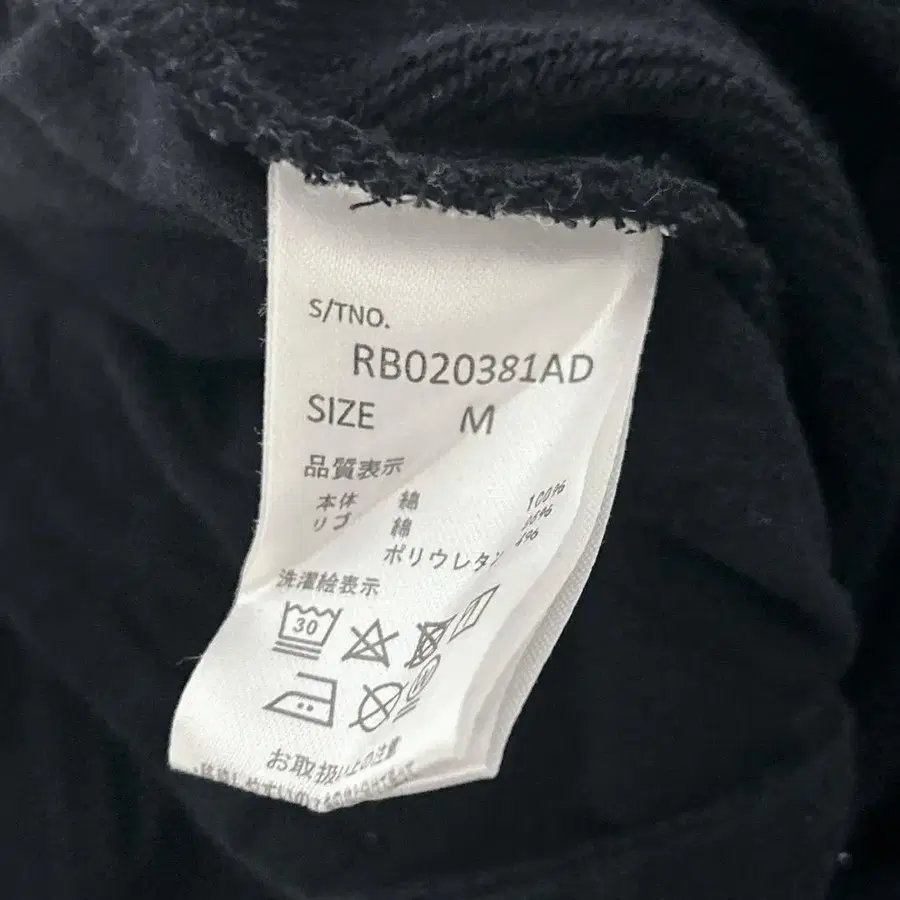 S/TNO.
RB020381AD
SIZE M
品質表示
本体 綿 100%
リブ 綿
ポリウレタン
洗濯絵表示
30
お取扱い上の注意